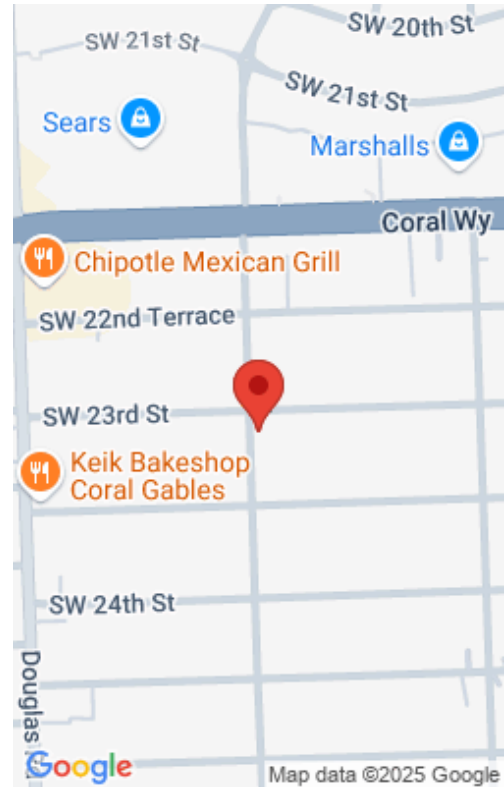 SW 20th St
SW 21st St
SW 21st St
Sears
Marshalls
Coral Wy
Chipotle Mexican Grill
SW 22nd Terrace
SW 23rd St
Keik Bakeshop
Coral Gables
SW 24th St
Douglas
Google
Map data ©2025 Google